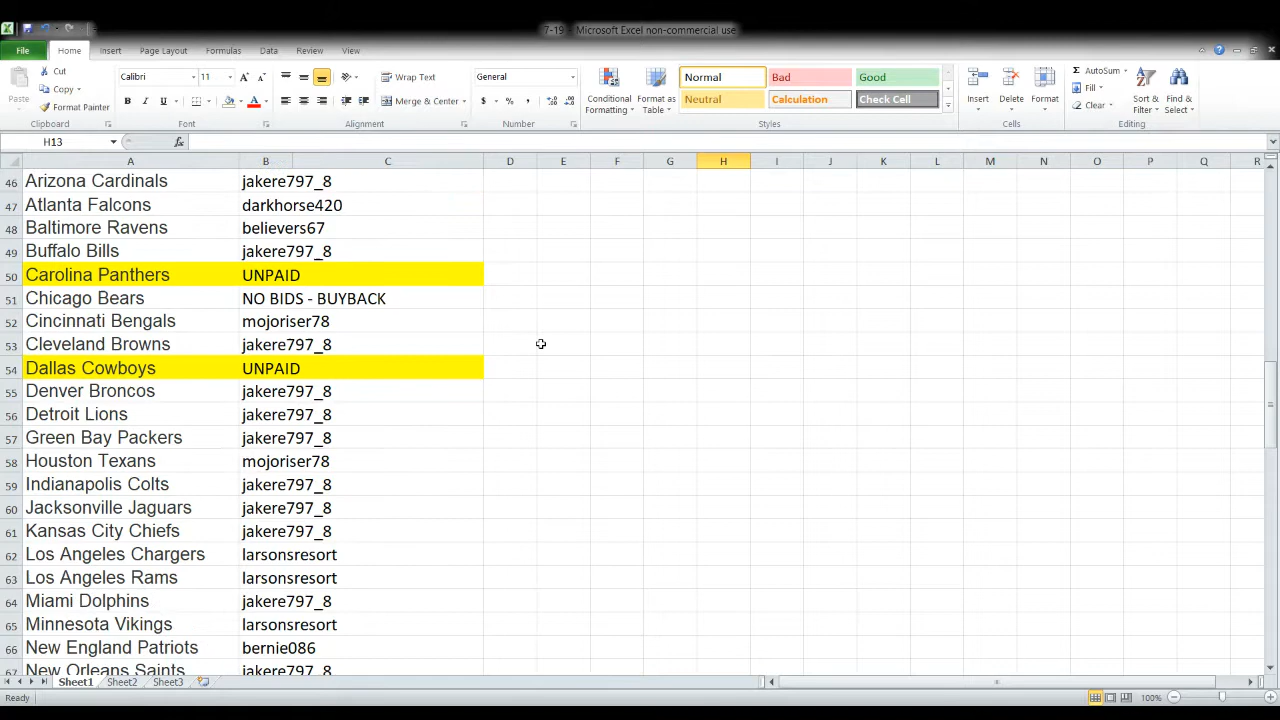 7-19 - Microsoft Excel non-commercial use
File Home Insert Page Layout Formulas Data Review View
Cut
Copy
Format Painter
Paste
Clipboard
Calibri 11
B I U A
Font
Wrap Text
Merge & Center
Alignment
General
$ % ,
Number
Conditional Formatting
Format as Table
Normal Bad Good
Neutral Calculation Check Cell
Styles
Insert Delete Format
Cells
AutoSum
Fill
Clear
Sort & Filter
Find & Select
Editing
H13 fx
A B C D E F G H I J K L M N O P Q R
46 Arizona Cardinals jakere797_8
47 Atlanta Falcons darkhorse420
48 Baltimore Ravens believers67
49 Buffalo Bills jakere797_8
50 Carolina Panthers UNPAID
51 Chicago Bears NO BIDS - BUYBACK
52 Cincinnati Bengals mojoriser78
53 Cleveland Browns jakere797_8
54 Dallas Cowboys UNPAID
55 Denver Broncos jakere797_8
56 Detroit Lions jakere797_8
57 Green Bay Packers jakere797_8
58 Houston Texans mojoriser78
59 Indianapolis Colts jakere797_8
60 Jacksonville Jaguars jakere797_8
61 Kansas City Chiefs jakere797_8
62 Los Angeles Chargers larsonsresort
63 Los Angeles Rams larsonsresort
64 Miami Dolphins jakere797_8
65 Minnesota Vikings larsonsresort
66 New England Patriots bernie086
67 New Orleans Saints jakere797_8
Sheet1 Sheet2 Sheet3
Ready 100%